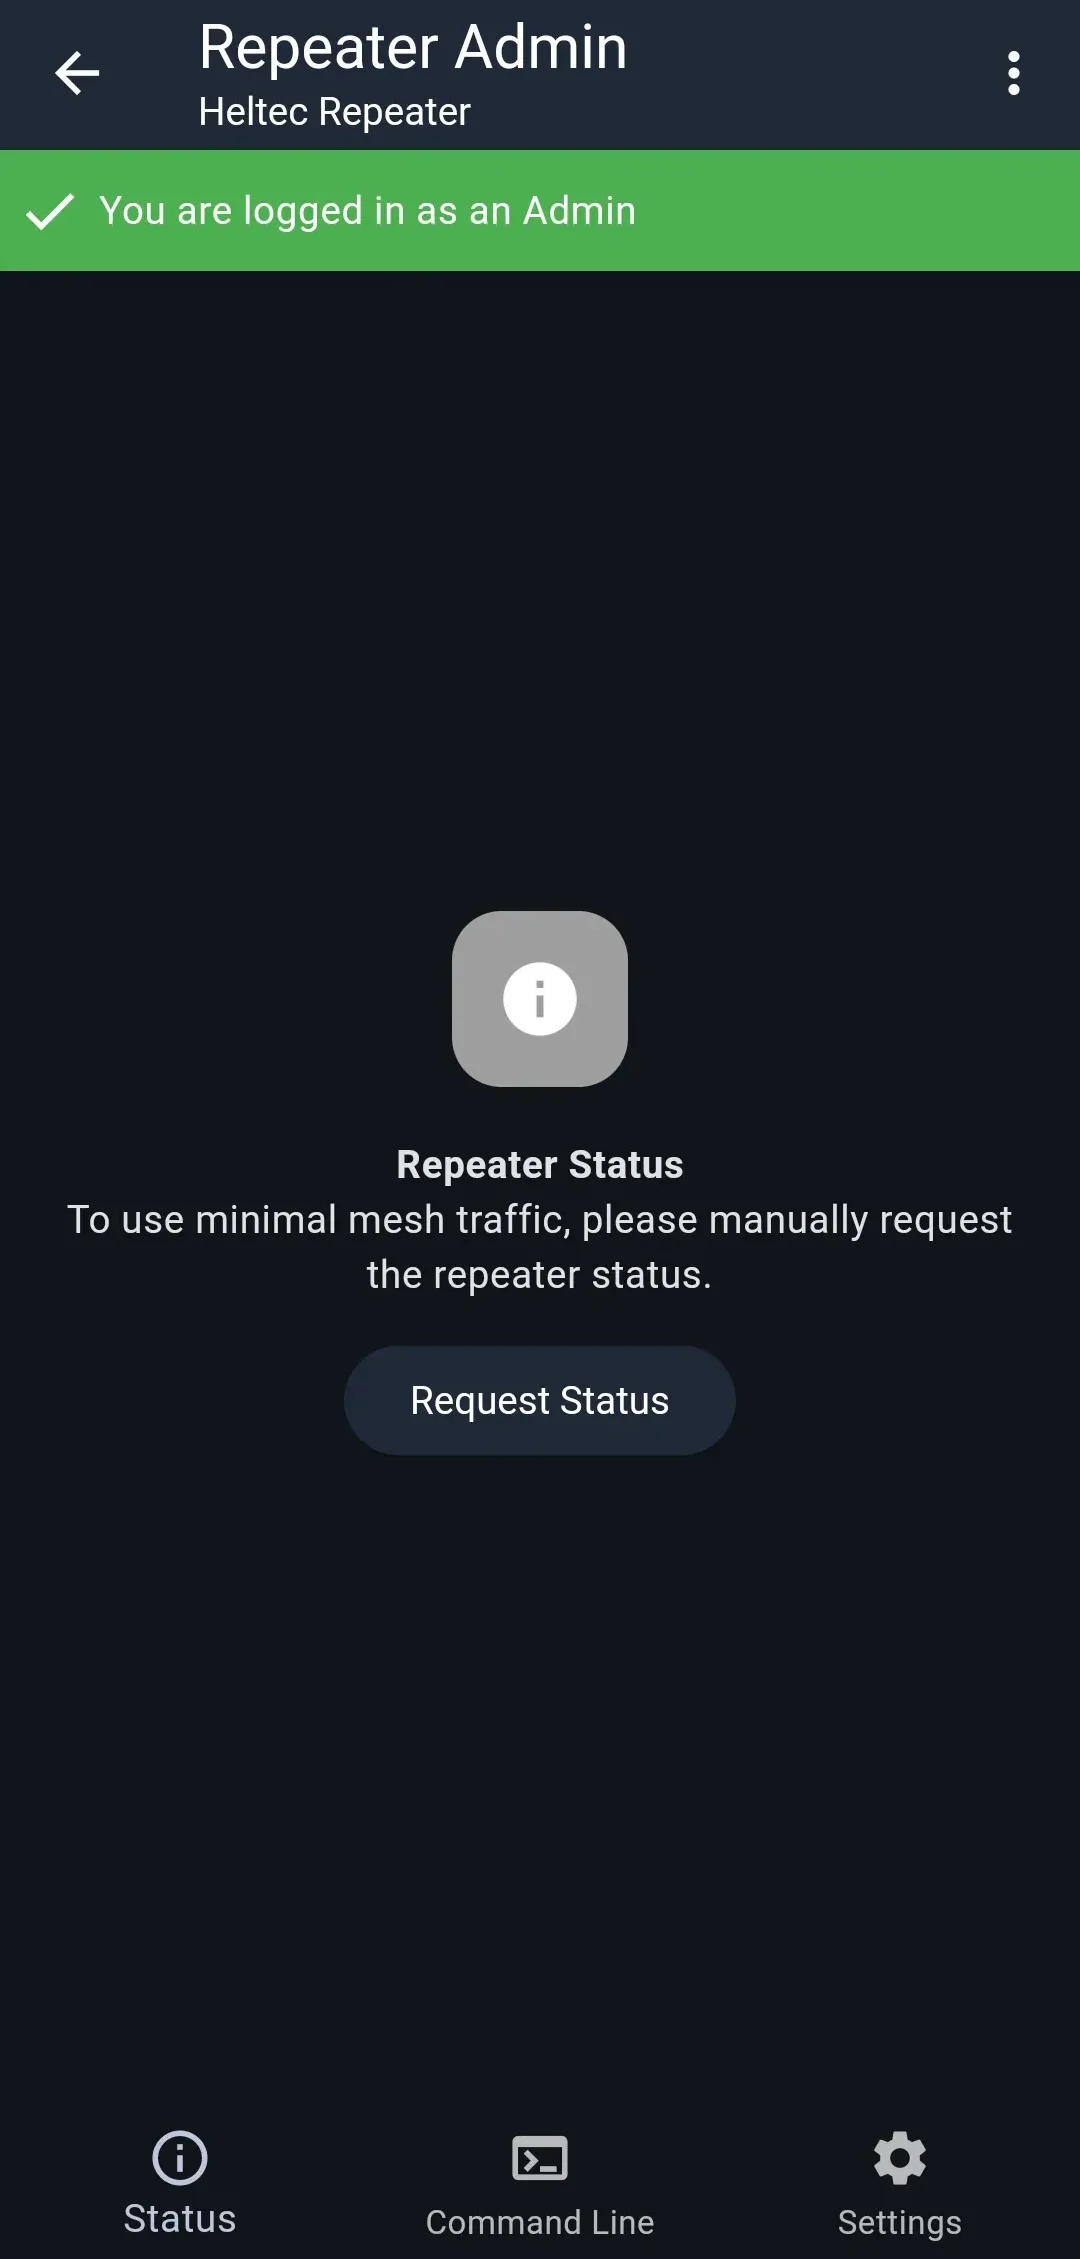 Repeater Admin
Heltec Repeater
You are logged in as an Admin
Repeater Status
To use minimal mesh traffic, please manually request
the repeater status.
Request Status
Status
Command Line
Settings